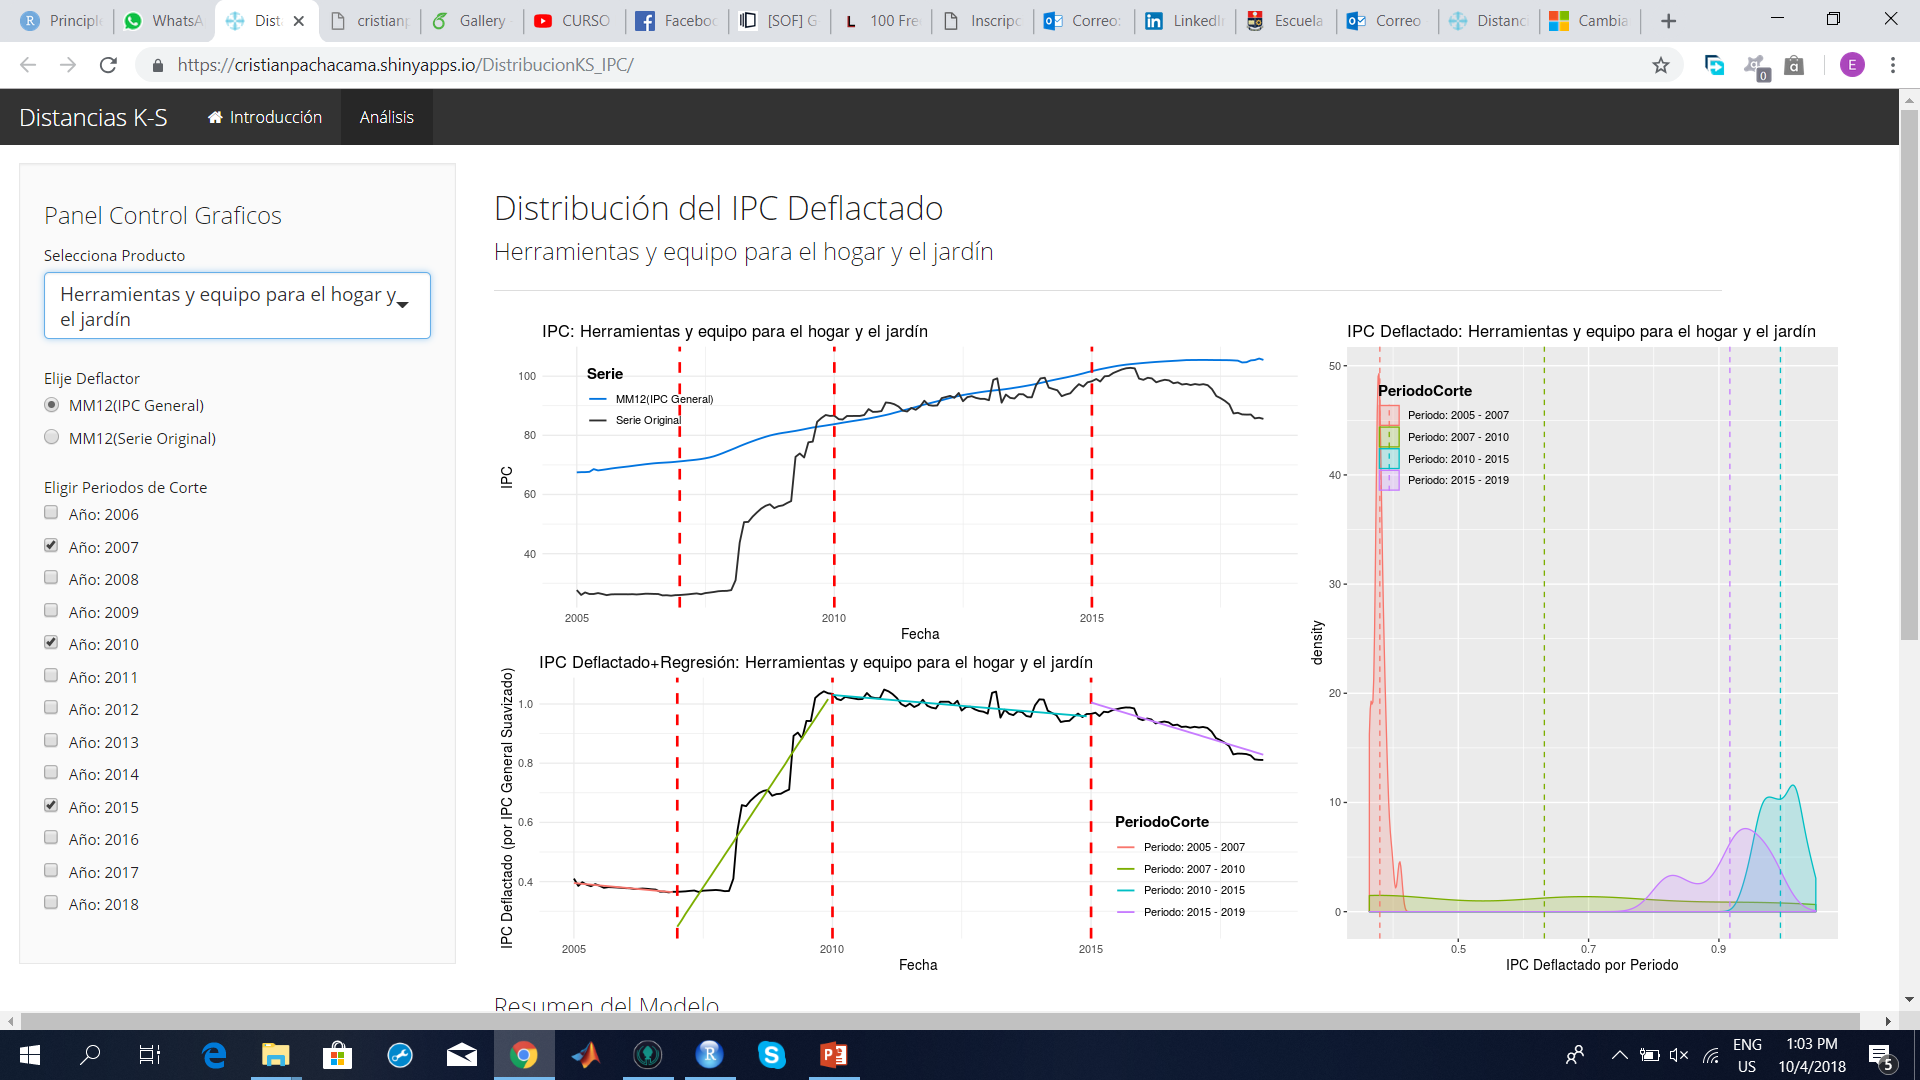 Principl
WhatsA
Dist
cristianp
Gallery
CURSO
Faceboo
[SOF] G
100 Fre
Inscripc
Correo:
LinkedIn
Escuela
Correo
Distanc
Cambia
https://cristianpachacama.shinyapps.io/DistribucionKS_IPC/
0
E
Distancias K-S
Introducción
Análisis
Panel Control Graficos
Selecciona Producto
Herramientas y equipo para el hogar y
el jardín
Elije Deflactor
MM12(IPC General)
MM12(Serie Original)
Eligir Periodos de Corte
Año: 2006
Año: 2007
Año: 2008
Año: 2009
Año: 2010
Año: 2011
Año: 2012
Año: 2013
Año: 2014
Año: 2015
Año: 2016
Año: 2017
Año: 2018
Distribución del IPC Deflactado
Herramientas y equipo para el hogar y el jardín
IPC: Herramientas y equipo para el hogar y el jardín
Serie
MM12(IPC General)
Serie Original
100
80
60
40
IPC
2005
2010
2015
Fecha
IPC Deflactado+Regresión: Herramientas y equipo para el hogar y el jardín
IPC Deflactado (por IPC General Suavizado)
1.0
0.8
0.6
0.4
PeriodoCorte
Periodo: 2005 - 2007
Periodo: 2007 - 2010
Periodo: 2010 - 2015
Periodo: 2015 - 2019
2005
2010
2015
Fecha
IPC Deflactado: Herramientas y equipo para el hogar y el jardín
PeriodoCorte
Periodo: 2005 - 2007
Periodo: 2007 - 2010
Periodo: 2010 - 2015
Periodo: 2015 - 2019
50
40
30
20
10
0
density
0.5
0.7
0.9
IPC Deflactado por Periodo
Resumen del Modelo
ENG
US
1:03 PM
10/4/2018
5